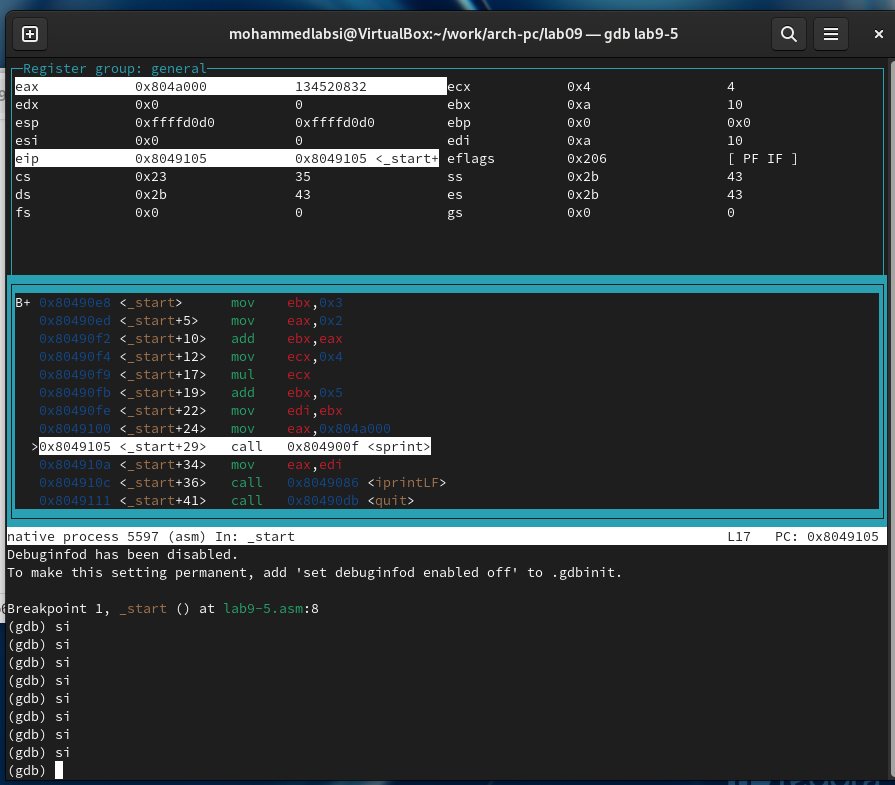 mohammedlabsi@VirtualBox:~/work/arch-pc/lab09 — gdb lab9-5
Register group: general
eax 0x804a000 134520832 ecx 0x4 4
edx 0x0 0 ebx 0xa 10
esp 0xffffd0d0 0xffffd0d0 ebp 0x0 0x0
esi 0x0 0 edi 0xa 10
eip 0x8049105 0x8049105 <_start+ eflags 0x206 [ PF IF ]
cs 0x23 35 ss 0x2b 43
ds 0x2b 43 es 0x2b 43
fs 0x0 0 gs 0x0 0
B+ 0x80490e8 <_start> mov ebx,0x3
0x80490ed <_start+5> mov eax,0x2
0x80490f2 <_start+10> add ebx,eax
0x80490f4 <_start+12> mov ecx,0x4
0x80490f9 <_start+17> mul ecx
0x80490fb <_start+19> add ebx,0x5
0x80490fe <_start+22> mov edi,ebx
0x8049100 <_start+24> mov eax,0x804a000
>0x8049105 <_start+29> call 0x804900f <sprint>
0x804910a <_start+34> mov eax,edi
0x804910c <_start+36> call 0x8049086 <iprintLF>
0x8049111 <_start+41> call 0x80490db <quit>
native process 5597 (asm) In: _start L17 PC: 0x8049105
Debuginfod has been disabled.
To make this setting permanent, add 'set debuginfod enabled off' to .gdbinit.
Breakpoint 1, _start () at lab9-5.asm:8
(gdb) si
(gdb) si
(gdb) si
(gdb) si
(gdb) si
(gdb) si
(gdb) si
(gdb) si
(gdb)